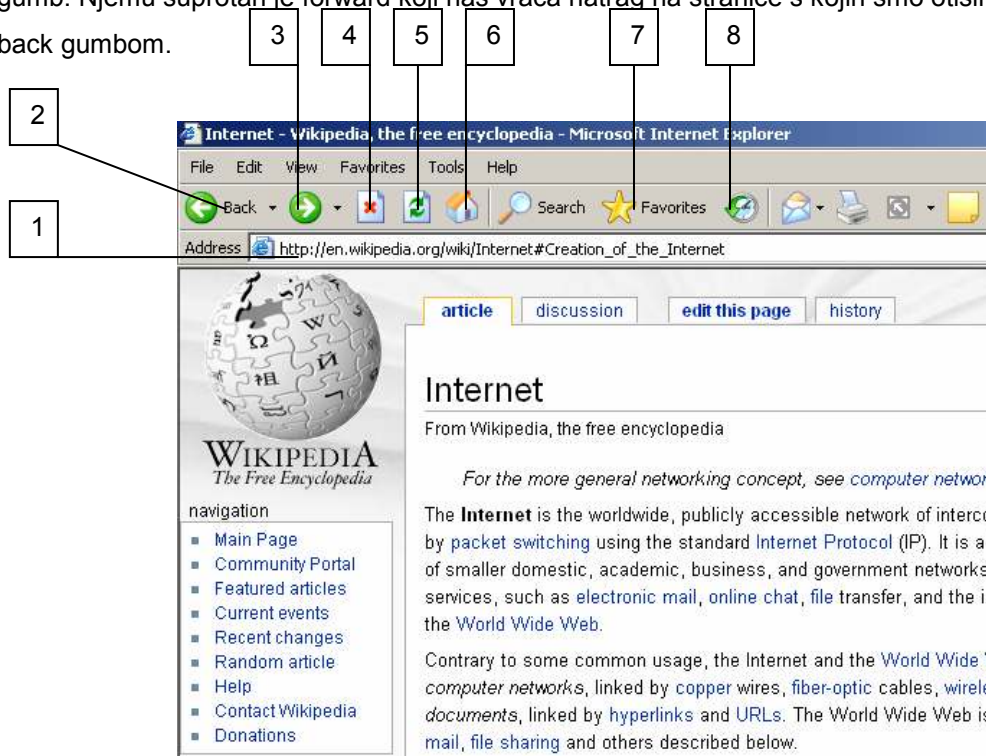 gumb. Njemu suprotan je forward koji nas vraća natrag na stranice s kojih smo otišli
back gumbom.
3 4 5 6 7 8
2
1
Internet - Wikipedia, the free encyclopedia - Microsoft Internet Explorer
File Edit View Favorites Tools Help
Back Search Favorites
Address http://en.wikipedia.org/wiki/Internet#Creation_of_the_Internet
article discussion edit this page history
Internet
From Wikipedia, the free encyclopedia
For the more general networking concept, see computer networ
The Internet is the worldwide, publicly accessible network of interco
by packet switching using the standard Internet Protocol (IP). It is a
of smaller domestic, academic, business, and government networks
services, such as electronic mail, online chat, file transfer, and the i
the World Wide Web.
Contrary to some common usage, the Internet and the World Wide
computer networks, linked by copper wires, fiber-optic cables, wirele
documents, linked by hyperlinks and URLs. The World Wide Web is
mail, file sharing and others described below.
WIKIPEDIA
The Free Encyclopedia
navigation
Main Page
Community Portal
Featured articles
Current events
Recent changes
Random article
Help
Contact Wikipedia
Donations